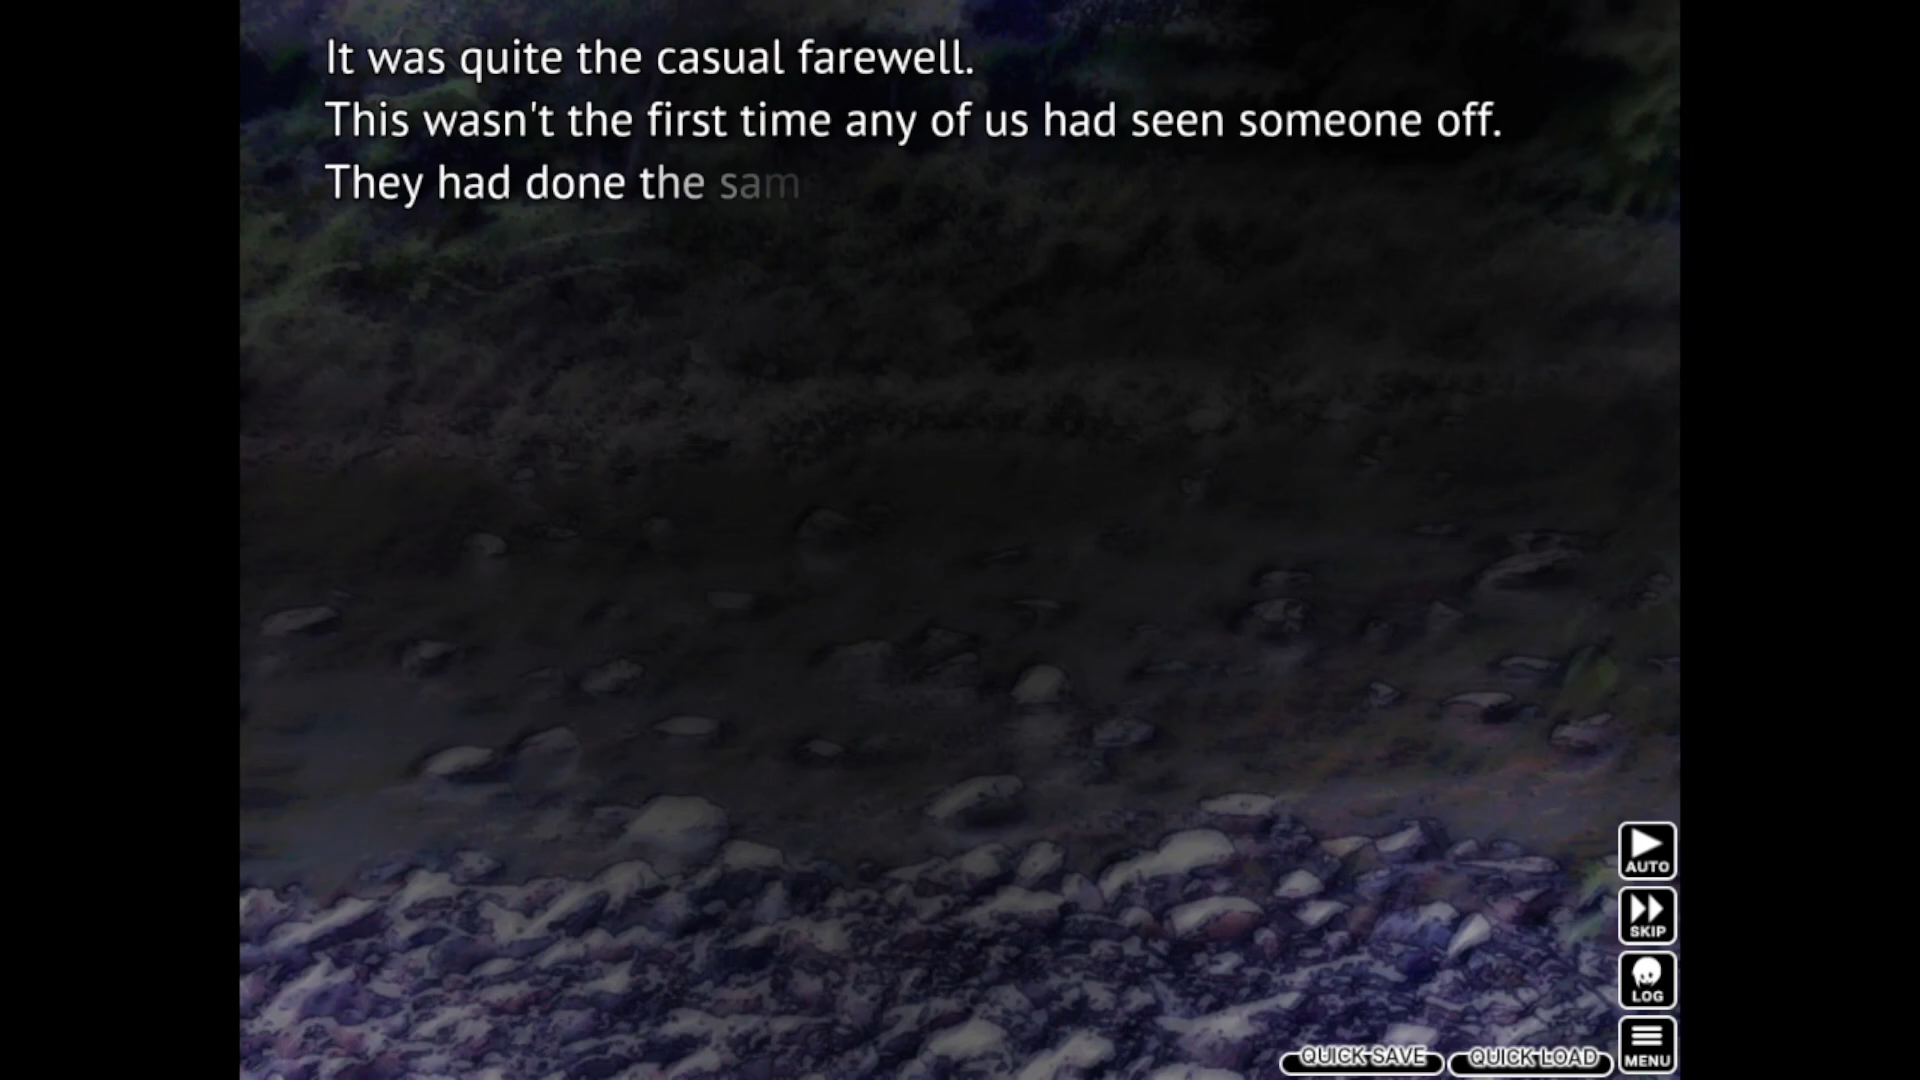 It was quite the casual farewell.
This wasn't the first time any of us had seen someone off.
They had done the sam
AUTO
SKIP
LOG
MENU
QUICK SAVE
QUICK LOAD